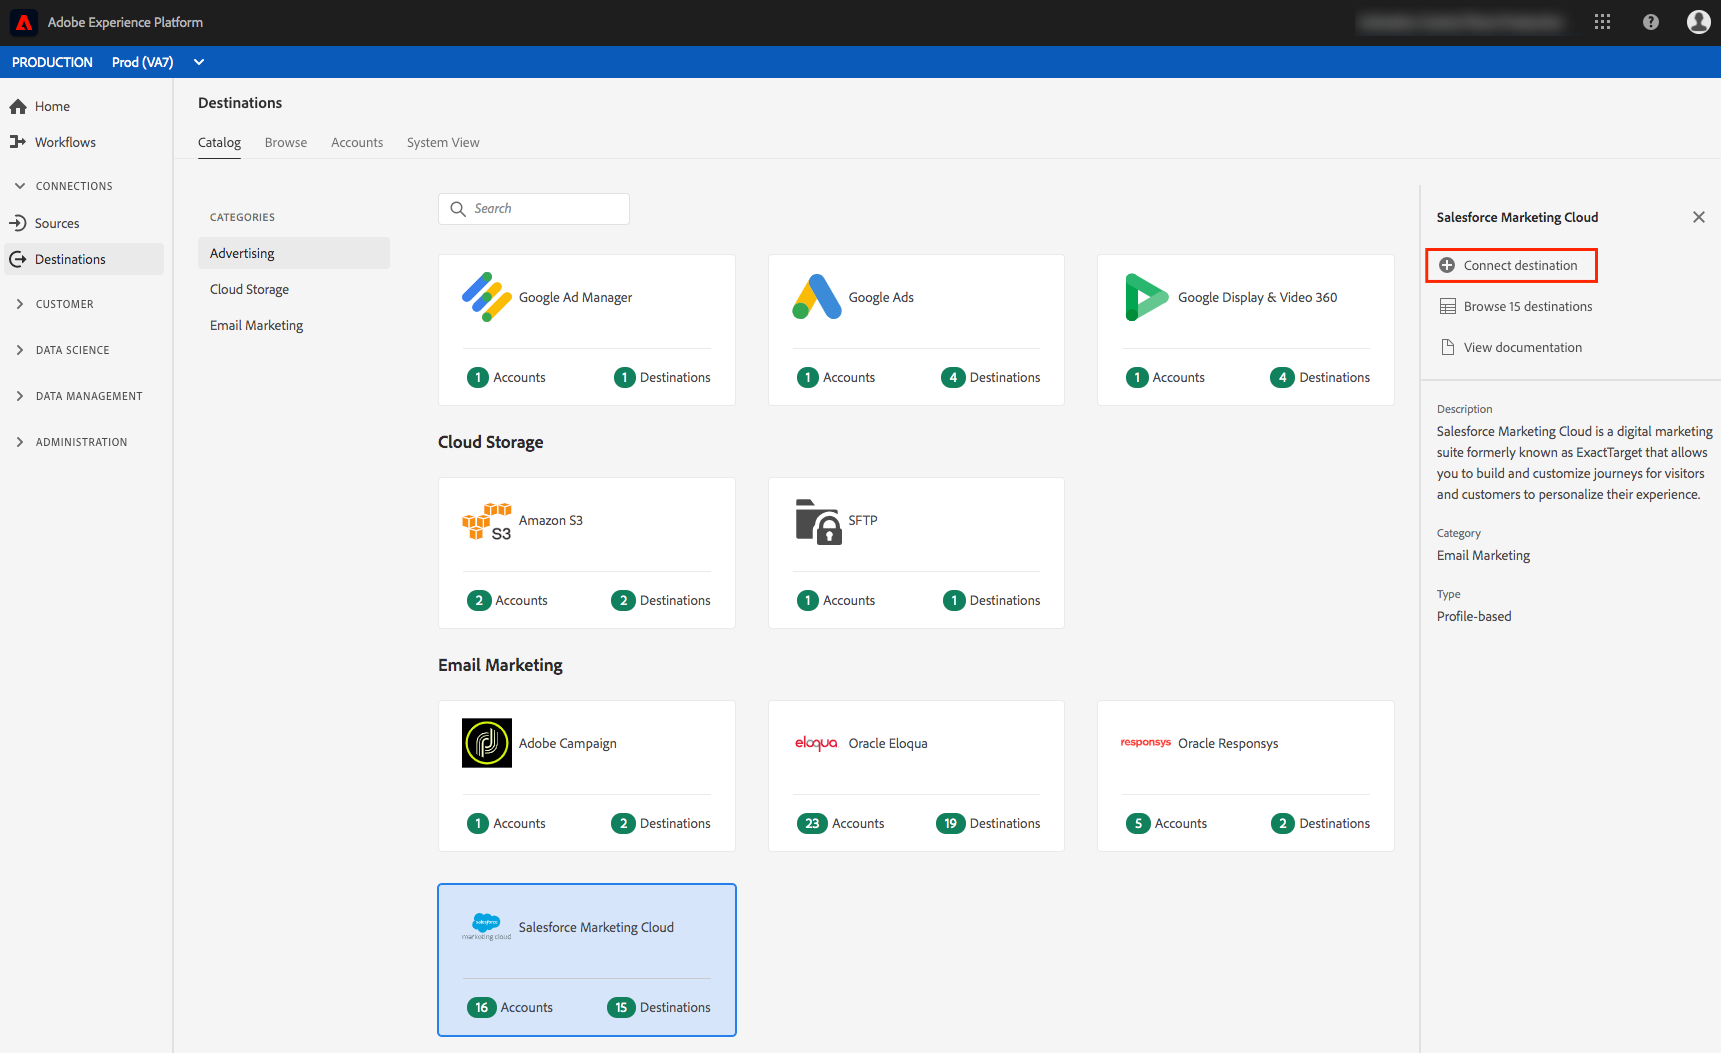 Adobe Experience Platform
PRODUCTION Prod (VA7)
Home
Workflows
CONNECTIONS
Sources
Destinations
CUSTOMER
DATA SCIENCE
DATA MANAGEMENT
ADMINISTRATION
Destinations
Catalog Browse Accounts System View
CATEGORIES
Advertising
Cloud Storage
Email Marketing
Search
Google Ad Manager
1 Accounts 1 Destinations
Google Ads
1 Accounts 4 Destinations
Google Display & Video 360
1 Accounts 4 Destinations
Cloud Storage
S3 Amazon S3
2 Accounts 2 Destinations
SFTP
1 Accounts 1 Destinations
Email Marketing
Adobe Campaign
1 Accounts 2 Destinations
eloqua Oracle Eloqua
23 Accounts 19 Destinations
responsys Oracle Responsys
5 Accounts 2 Destinations
salesforce
marketing cloud
Salesforce Marketing Cloud
16 Accounts 15 Destinations
Salesforce Marketing Cloud
Connect destination
Browse 15 destinations
View documentation
Description
Salesforce Marketing Cloud is a digital marketing
suite formerly known as ExactTarget that allows
you to build and customize journeys for visitors
and customers to personalize their experience.
Category
Email Marketing
Type
Profile-based